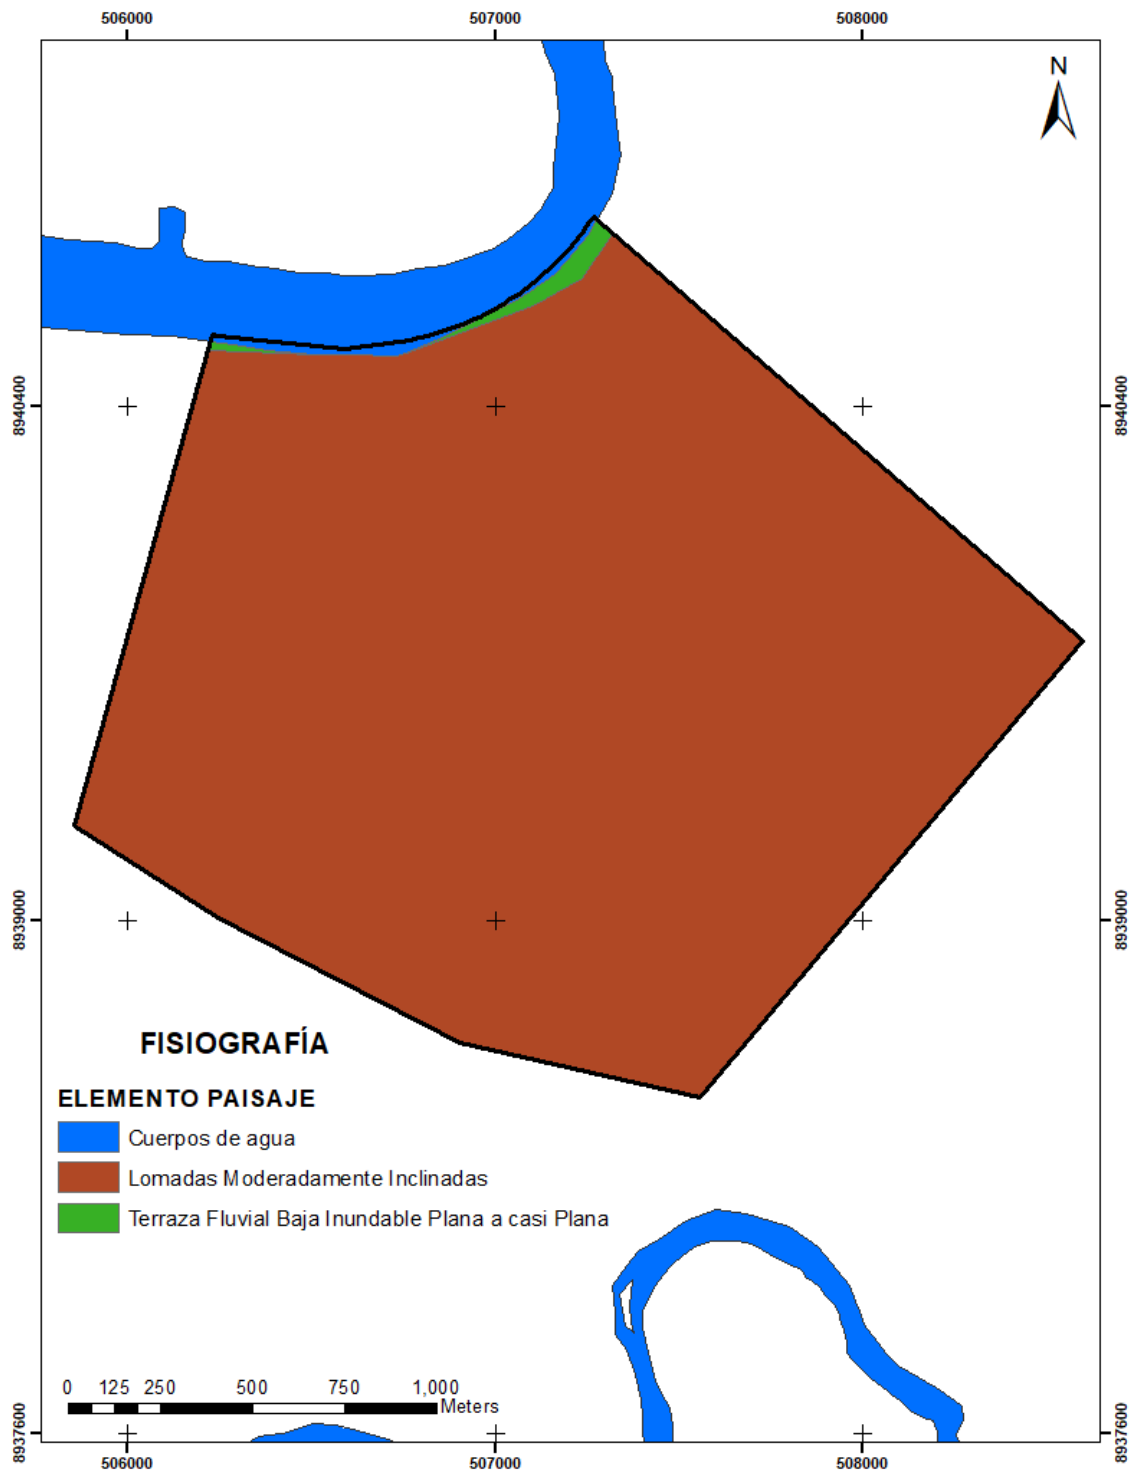 506000 507000 508000
N
8940400 8940400
8939000 8939000
FISIOGRAFÍA
ELEMENTO PAISAJE
Cuerpos de agua
Lomadas Moderadamente Inclinadas
Terraza Fluvial Baja Inundable Plana a casi Plana
0 125 250 500 750 1,000
Meters
8937600 8937600
506000 507000 508000